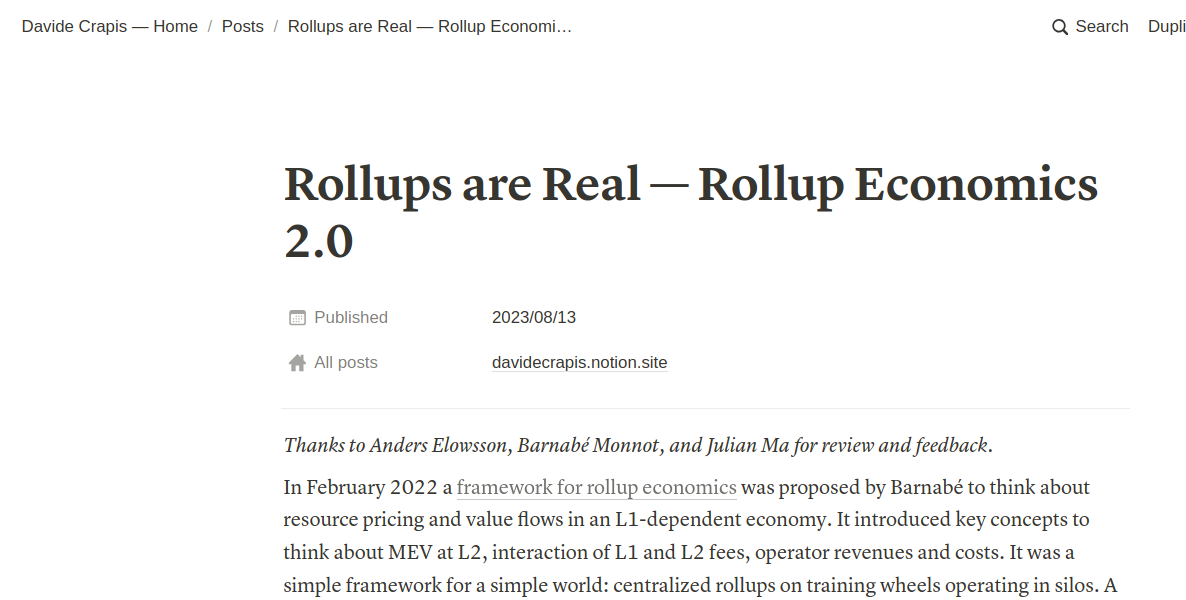 Davide Crapis — Home / Posts / Rollups are Real — Rollup Economi… Search Dupli
Rollups are Real — Rollup Economics
2.0
Published 2023/08/13
All posts davidecrapis.notion.site
Thanks to Anders Elowsson, Barnabé Monnot, and Julian Ma for review and feedback.
In February 2022 a framework for rollup economics was proposed by Barnabé to think about
resource pricing and value flows in an L1-dependent economy. It introduced key concepts to
think about MEV at L2, interaction of L1 and L2 fees, operator revenues and costs. It was a
simple framework for a simple world: centralized rollups on training wheels operating in silos. A